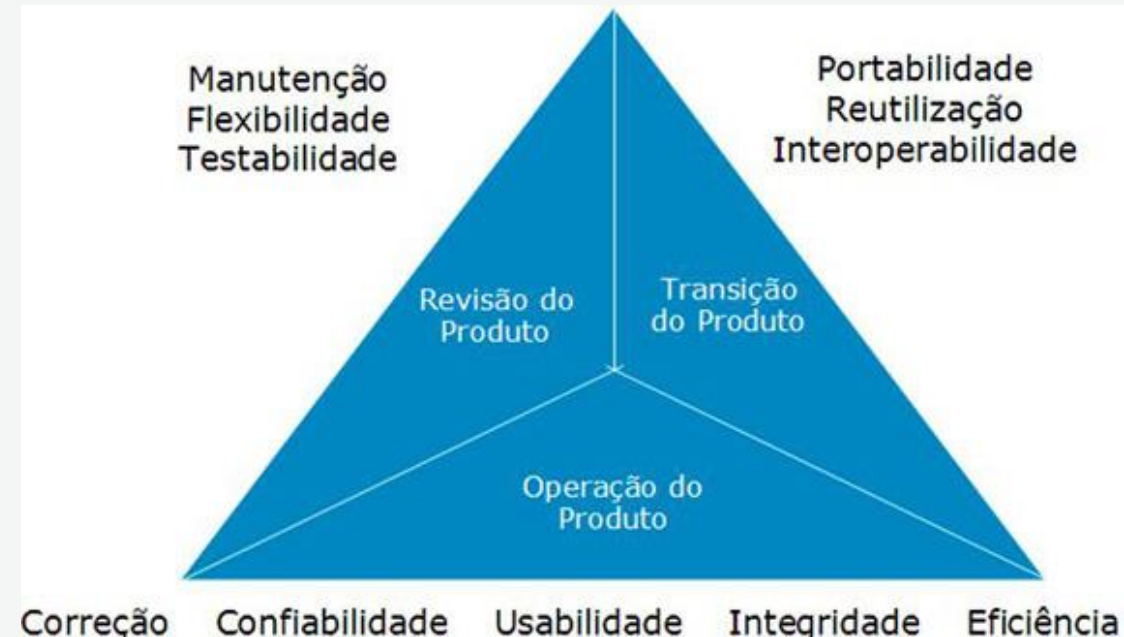 Manutenção
Flexibilidade
Testabilidade
Portabilidade
Reutilização
Interoperabilidade
Revisão do
Produto
Transição
do Produto
Operação do
Produto
Correção Confiabilidade Usabilidade Integridade Eficiência